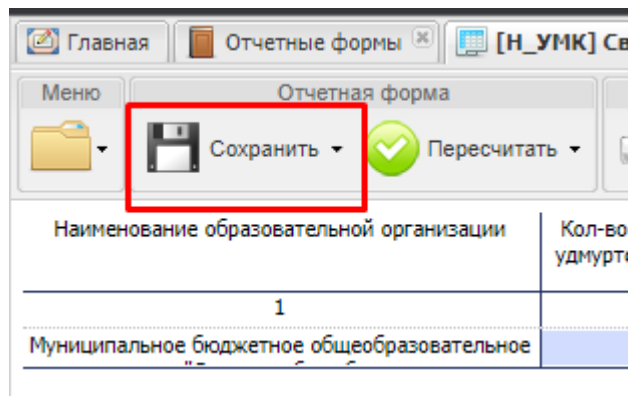 Главная Отчетные формы [Н_УМК] Св
Меню Отчетная форма
Сохранить Пересчитать
Наименование образовательной организации Кол-во
удмурт
1
Муниципальное бюджетное общеобразовательное